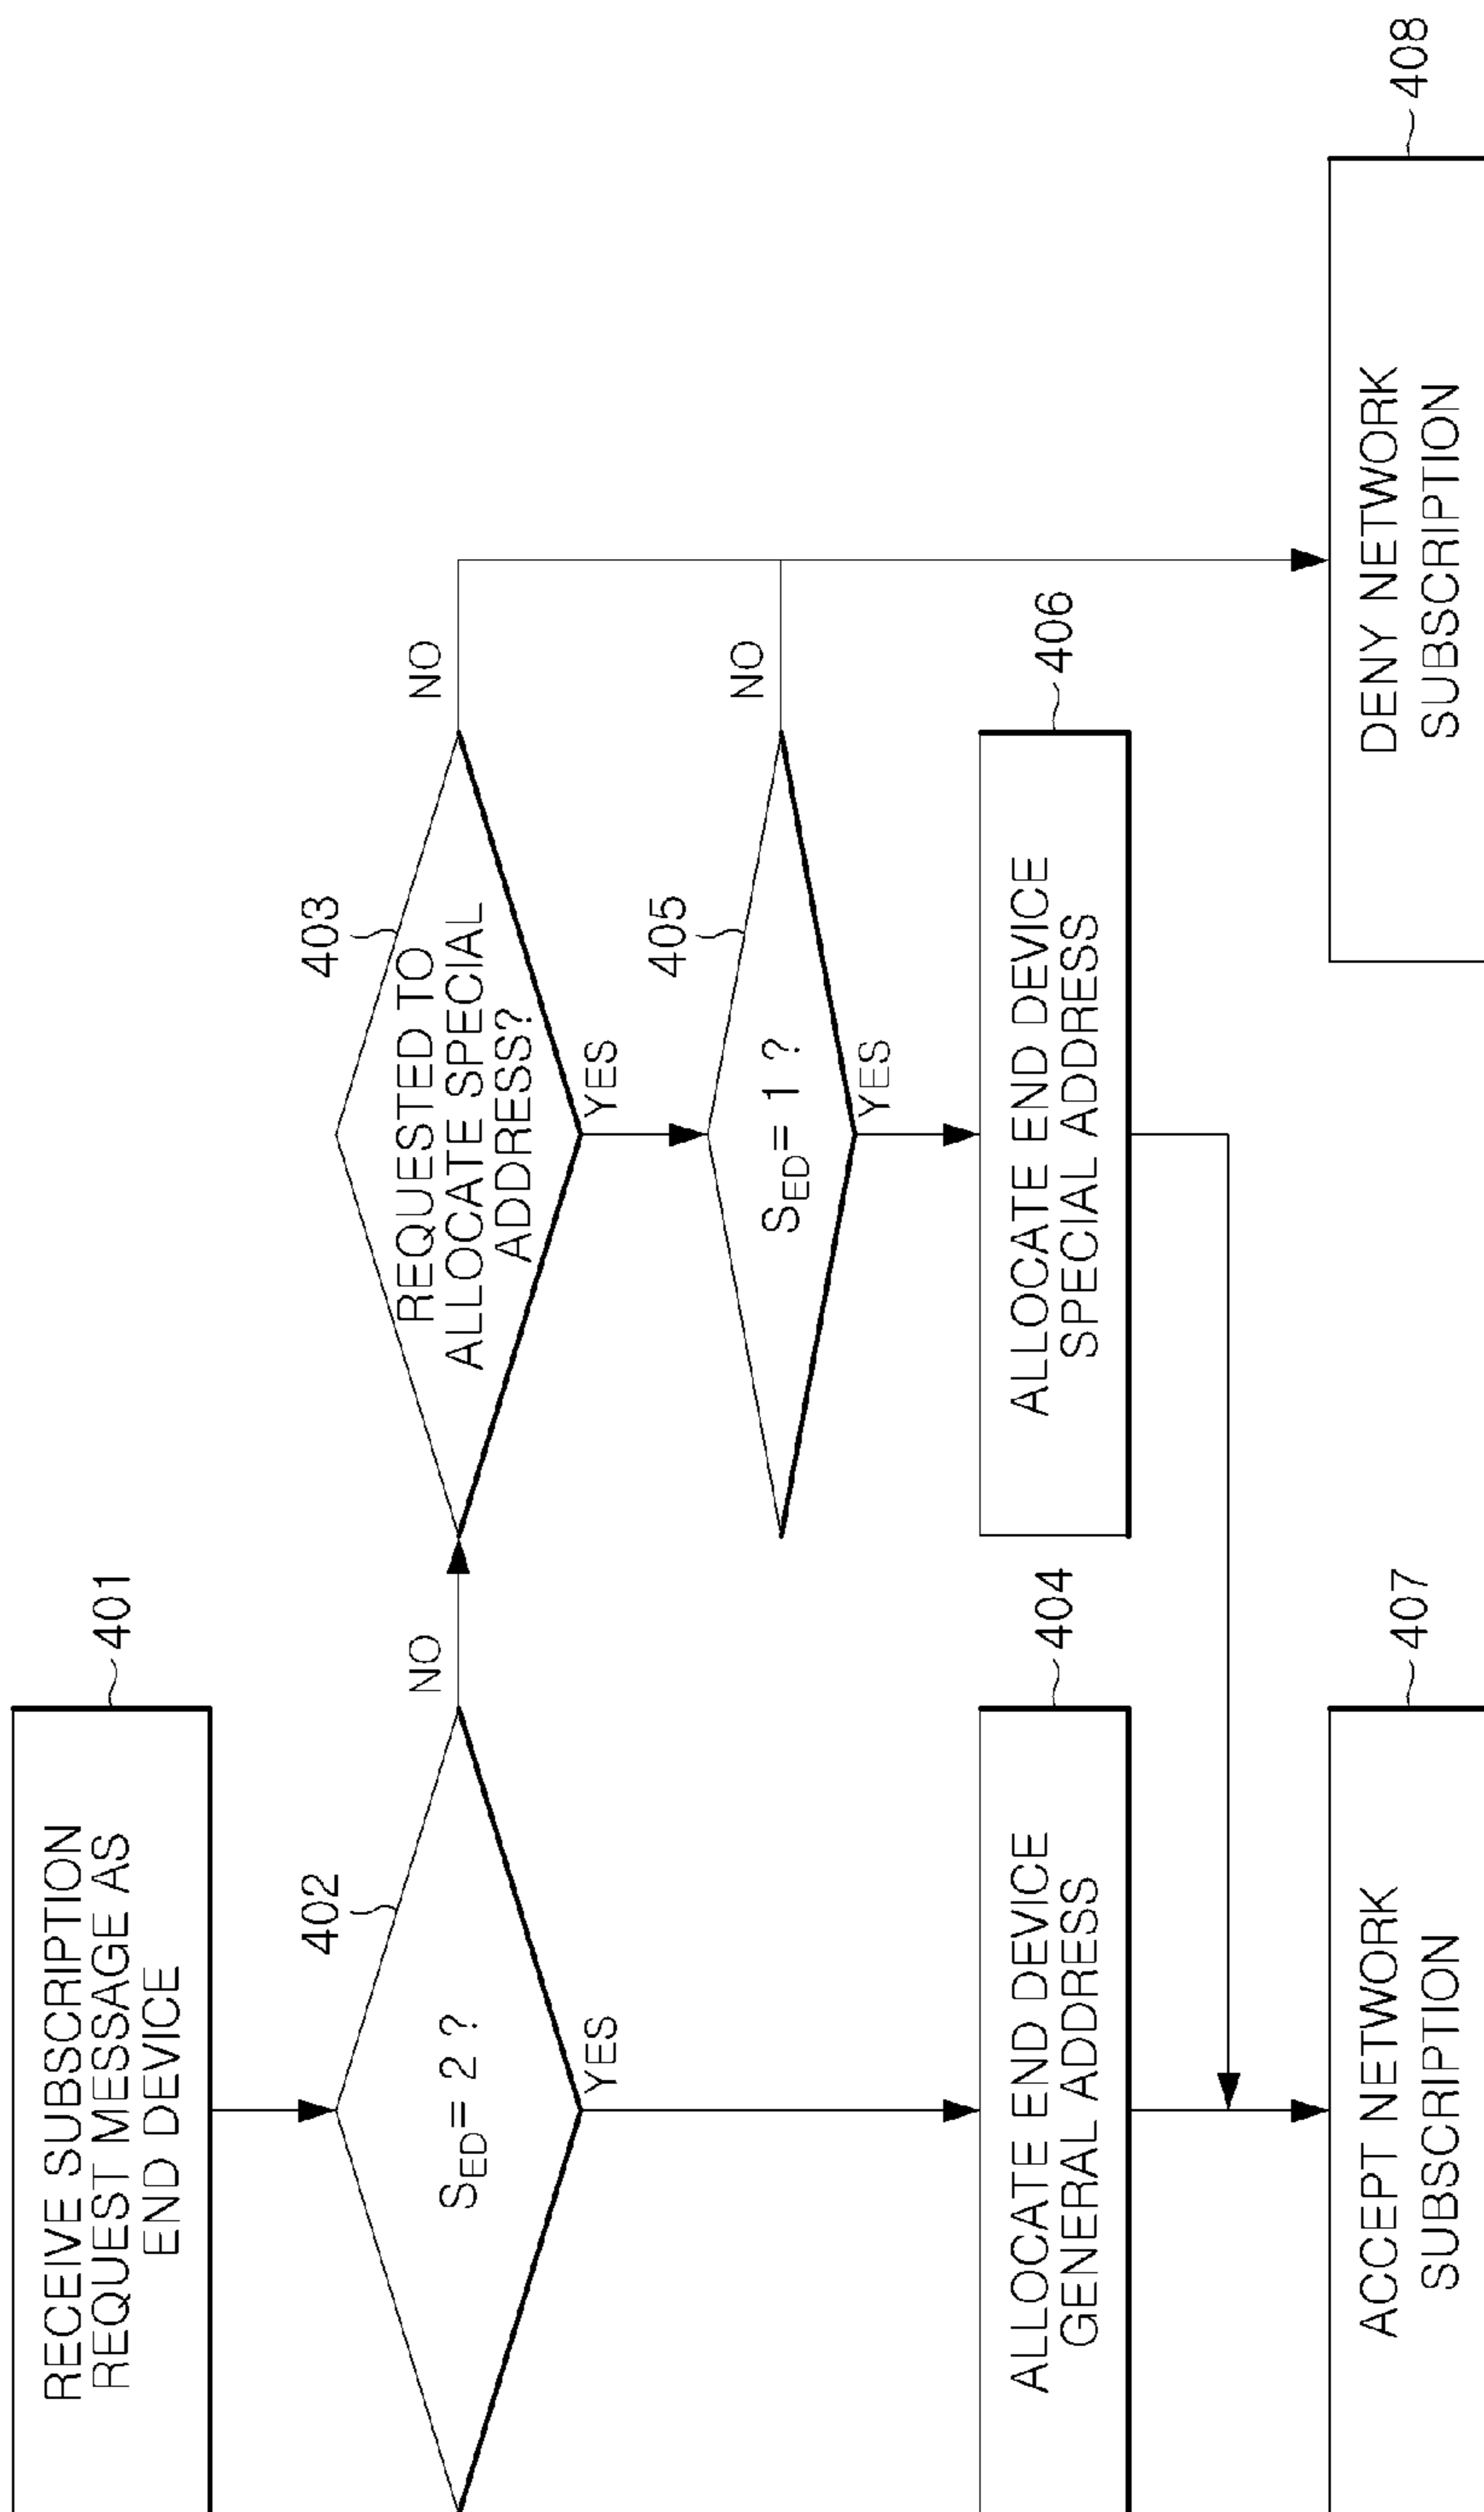 RECEIVE SUBSCRIPTION
REQUEST MESSAGE AS
END DEVICE
401
402
S_ED = 2 ?
NO
YES
403
REQUESTED TO
ALLOCATE SPECIAL
ADDRESS?
NO
YES
405
S_ED = 1 ?
NO
YES
ALLOCATE END DEVICE
GENERAL ADDRESS
404
ALLOCATE END DEVICE
SPECIAL ADDRESS
406
ACCEPT NETWORK
SUBSCRIPTION
407
DENY NETWORK
SUBSCRIPTION
408